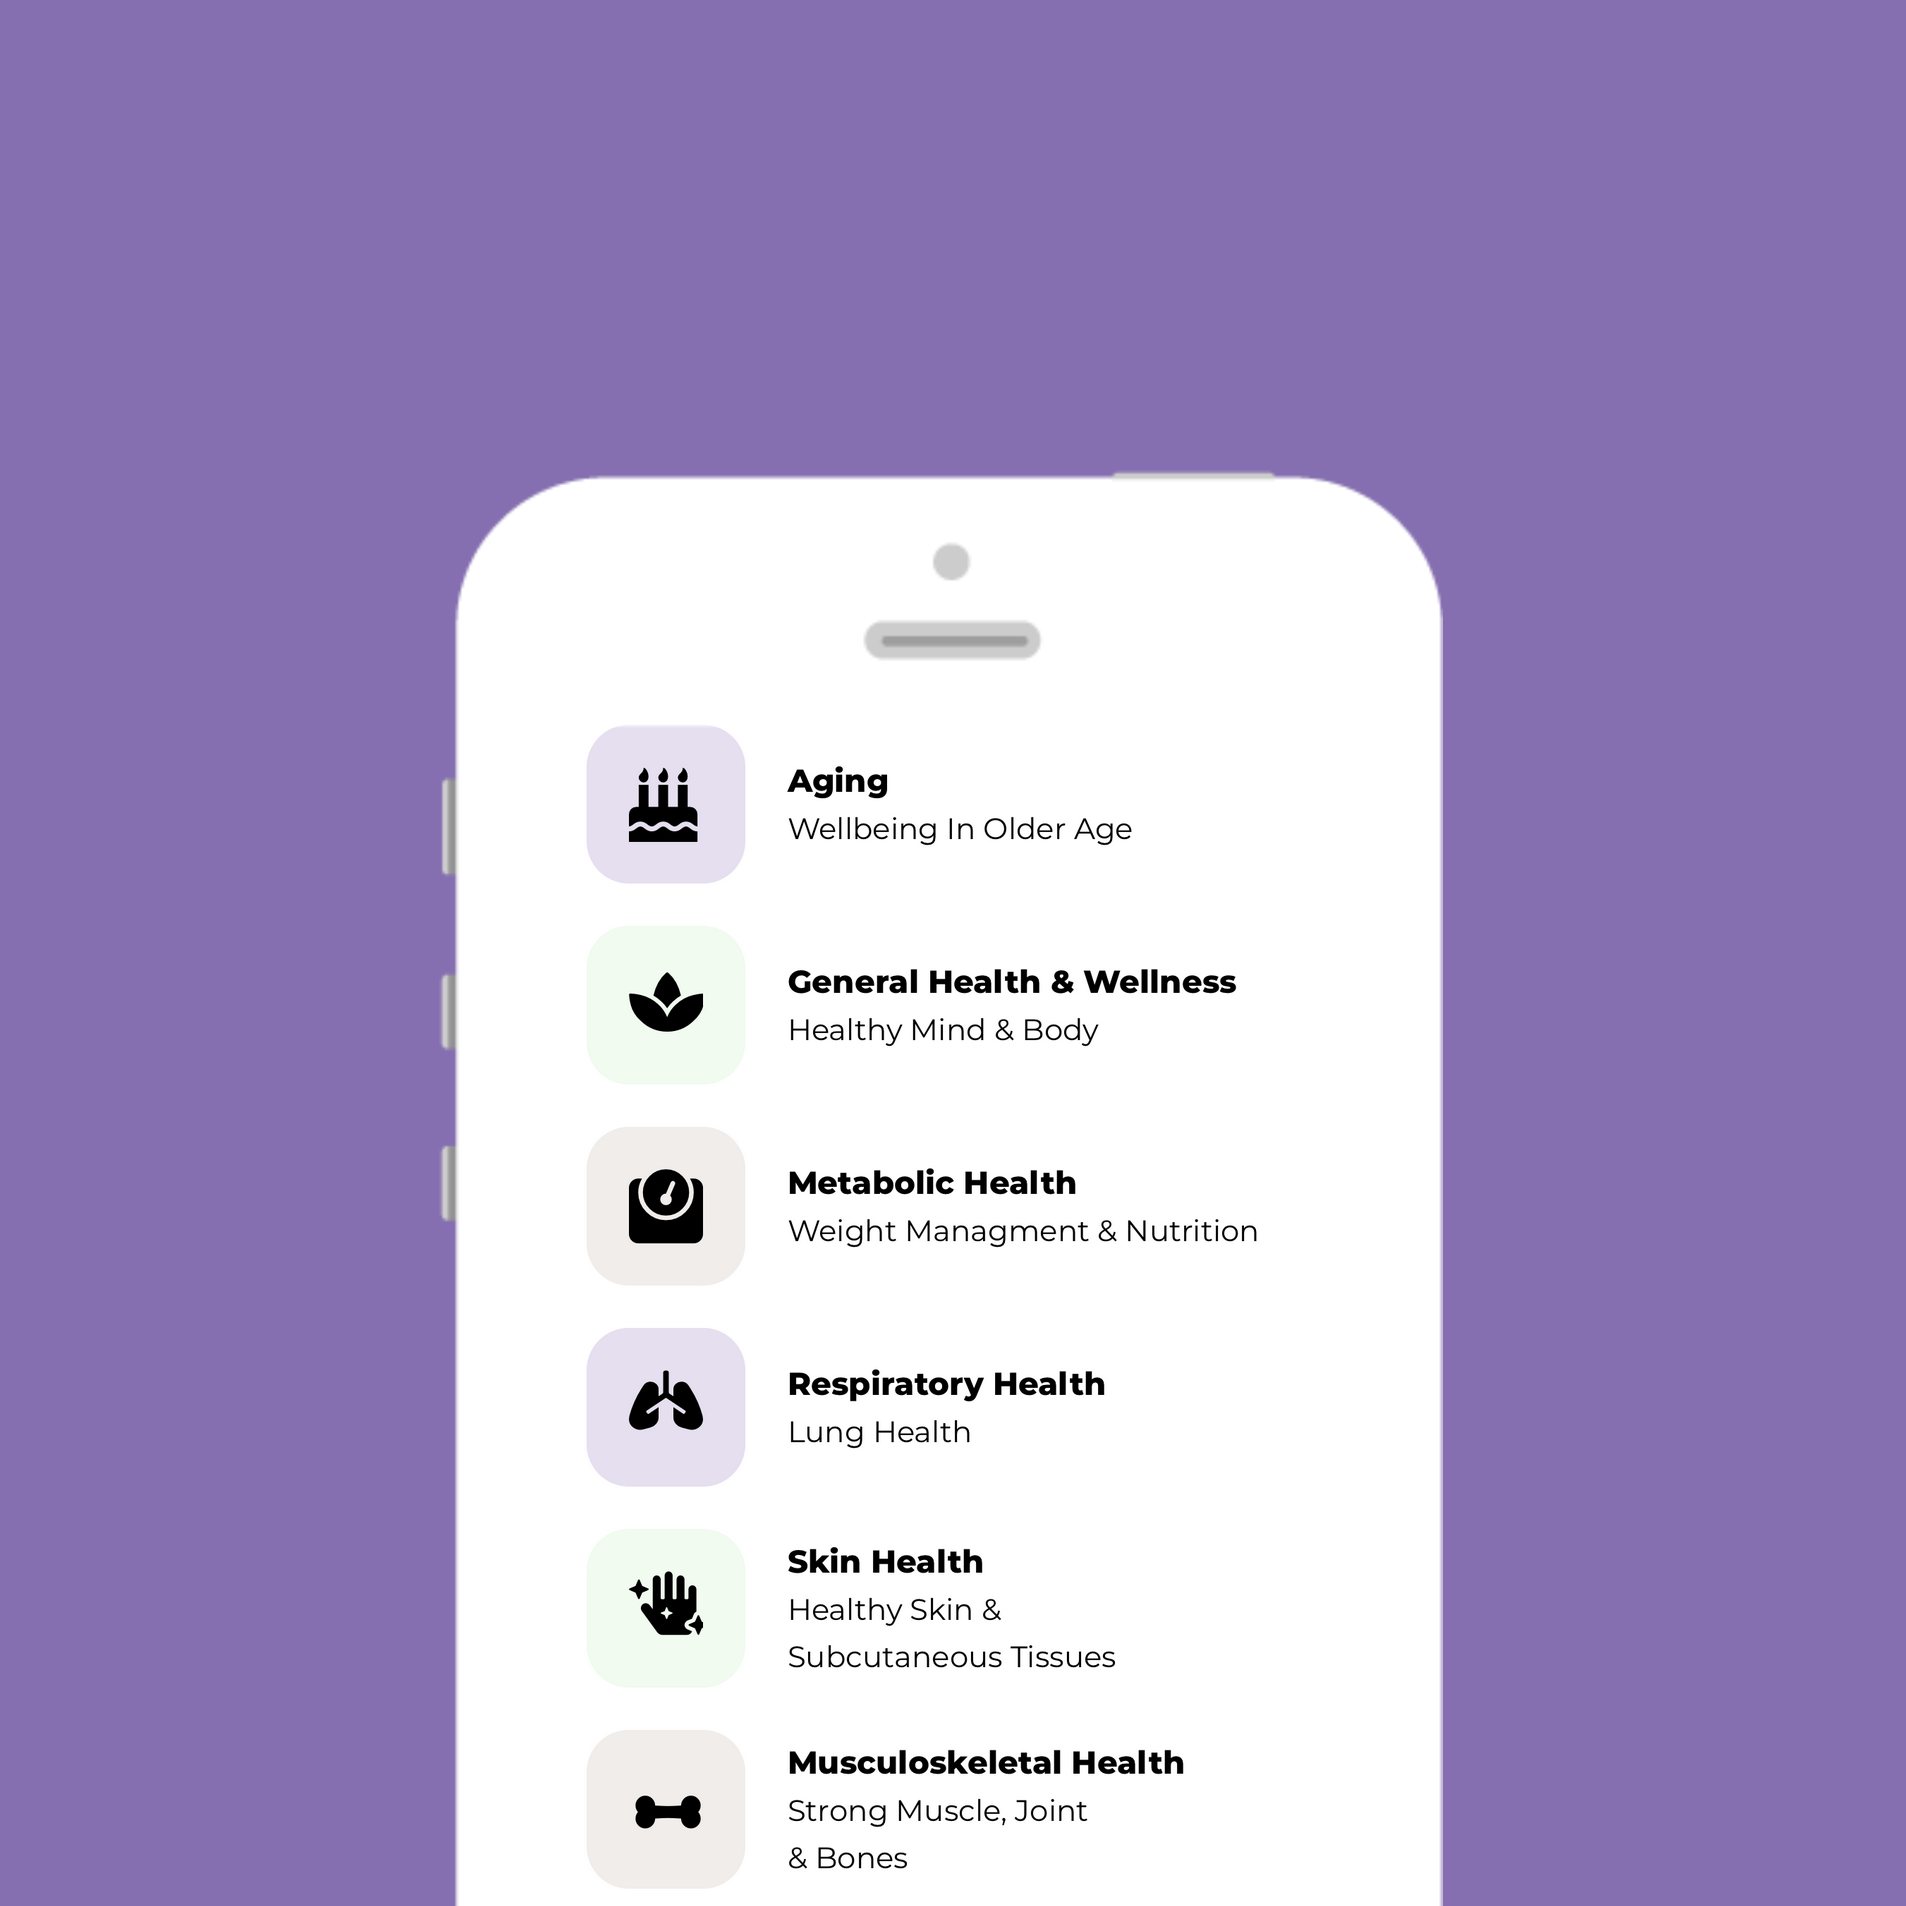 Aging
Wellbeing In Older Age
General Health & Wellness
Healthy Mind & Body
Metabolic Health
Weight Managment & Nutrition
Respiratory Health
Lung Health
Skin Health
Healthy Skin &
Subcutaneous Tissues
Musculoskeletal Health
Strong Muscle, Joint
& Bones